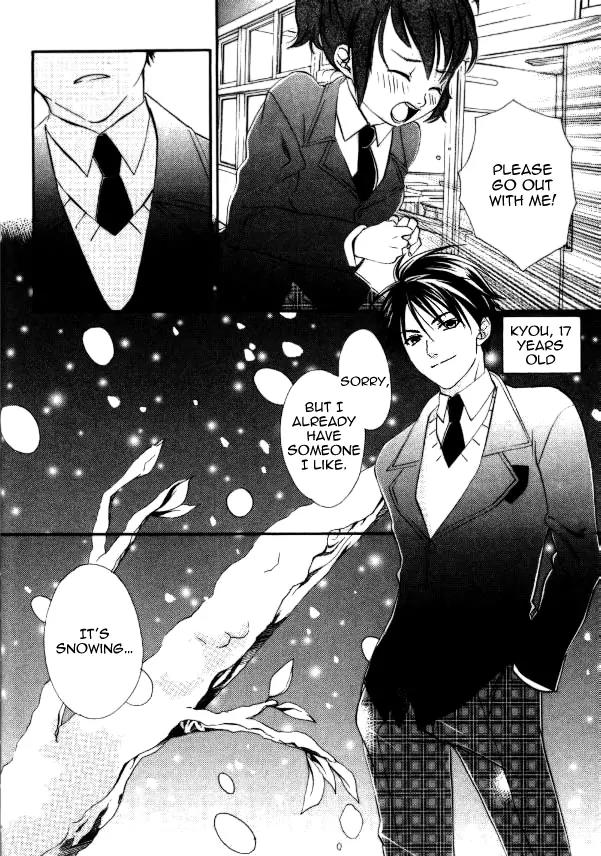 PLEASE
GO OUT
WITH ME!
KYOU, 17
YEARS
OLD
SORRY,
BUT I
ALREADY
HAVE
SOMEONE
I LIKE.
IT'S
SNOWING...